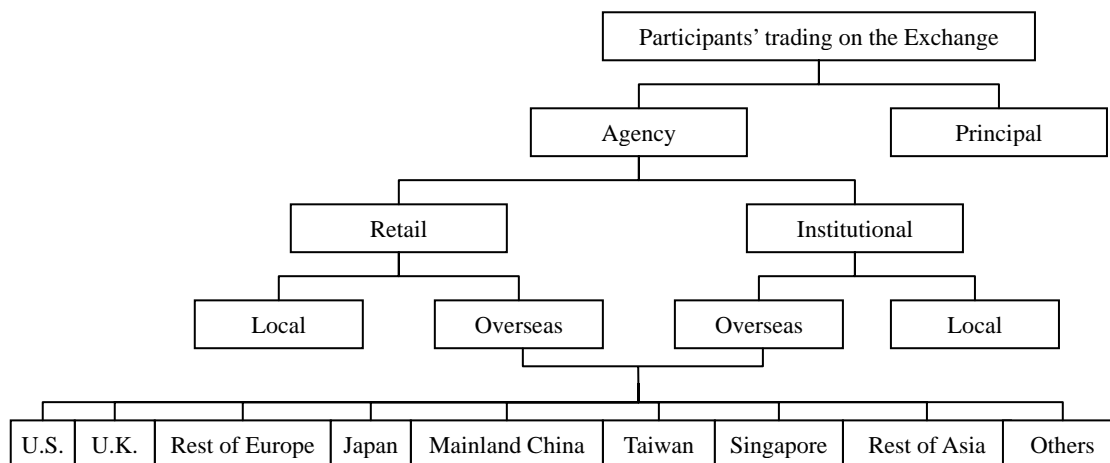 Participants’ trading on the Exchange
Agency
Principal
Retail
Institutional
Local
Overseas
Overseas
Local
U.S.
U.K.
Rest of Europe
Japan
Mainland China
Taiwan
Singapore
Rest of Asia
Others